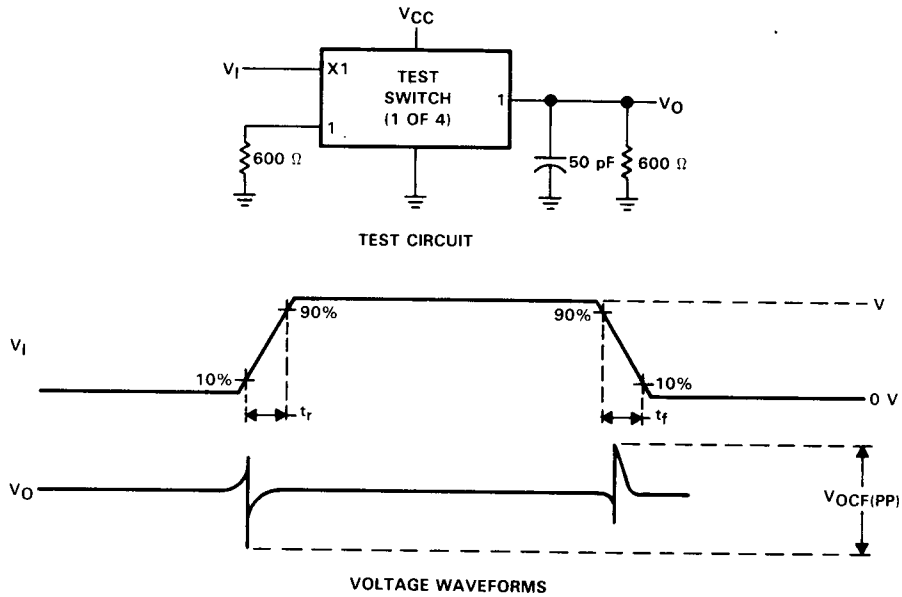 VCC
VI
X1
TEST
SWITCH
(1 OF 4)
1
VO
1
600 Ω
50 pF
600 Ω
TEST CIRCUIT
VI
90%
90%
V
10%
10%
0 V
tr
tf
VO
VOCF(PP)
VOLTAGE WAVEFORMS